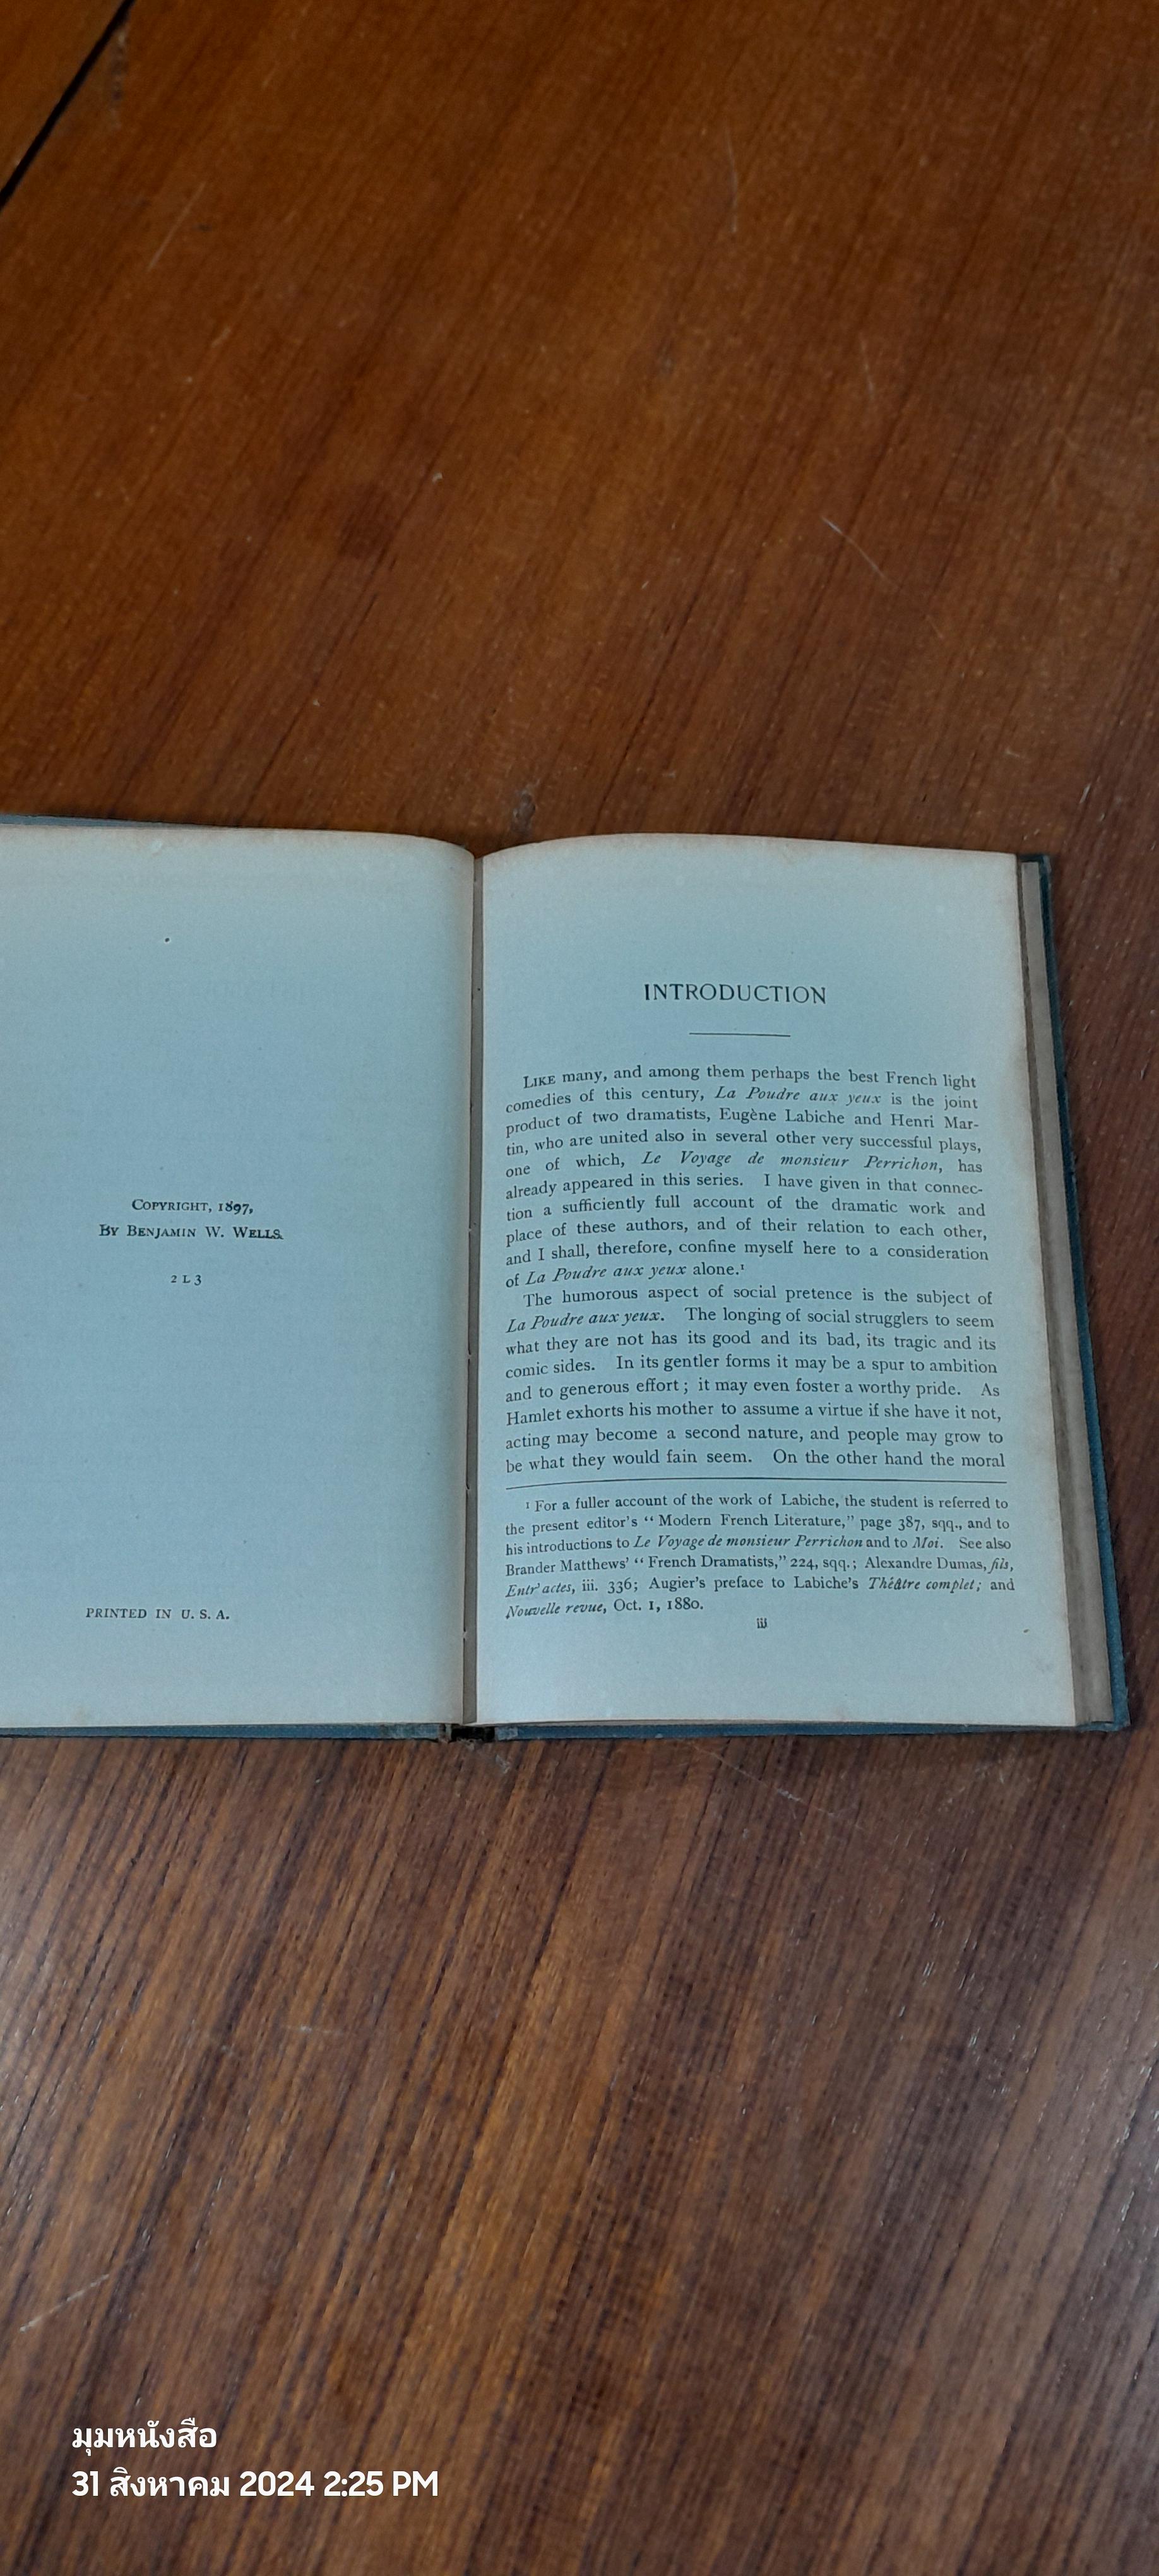 COPYRIGHT, 1897,
BY BENJAMIN W. WELLS.
2 L 3
PRINTED IN U. S. A.
INTRODUCTION
LIKE many, and among them perhaps the best French light
comedies of this century, La Poudre aux yeux is the joint
product of two dramatists, Eugène Labiche and Henri Mar-
tin, who are united also in several other very successful plays,
one of which, Le Voyage de monsieur Perrichon, has
already appeared in this series. I have given in that connec-
tion a sufficiently full account of the dramatic work and
place of these authors, and of their relation to each other,
and I shall, therefore, confine myself here to a consideration
of La Poudre aux yeux alone.¹
The humorous aspect of social pretence is the subject of
La Poudre aux yeux. The longing of social strugglers to seem
what they are not has its good and its bad, its tragic and its
comic sides. In its gentler forms it may be a spur to ambition
and to generous effort; it may even foster a worthy pride. As
Hamlet exhorts his mother to assume a virtue if she have it not,
acting may become a second nature, and people may grow to
be what they would fain seem. On the other hand the moral
¹ For a fuller account of the work of Labiche, the student is referred to
the present editor's "Modern French Literature," page 387, sqq., and to
his introductions to Le Voyage de monsieur Perrichon and to Moi. See also
Brander Matthews' "French Dramatists," 224, sqq.; Alexandre Dumas, fils,
Entr'actes, iii. 336; Augier's preface to Labiche's Théâtre complet; and
Nouvelle revue, Oct. 1, 1880.
iii
มุมหนังสือ
31 สิงหาคม 2024 2:25 PM